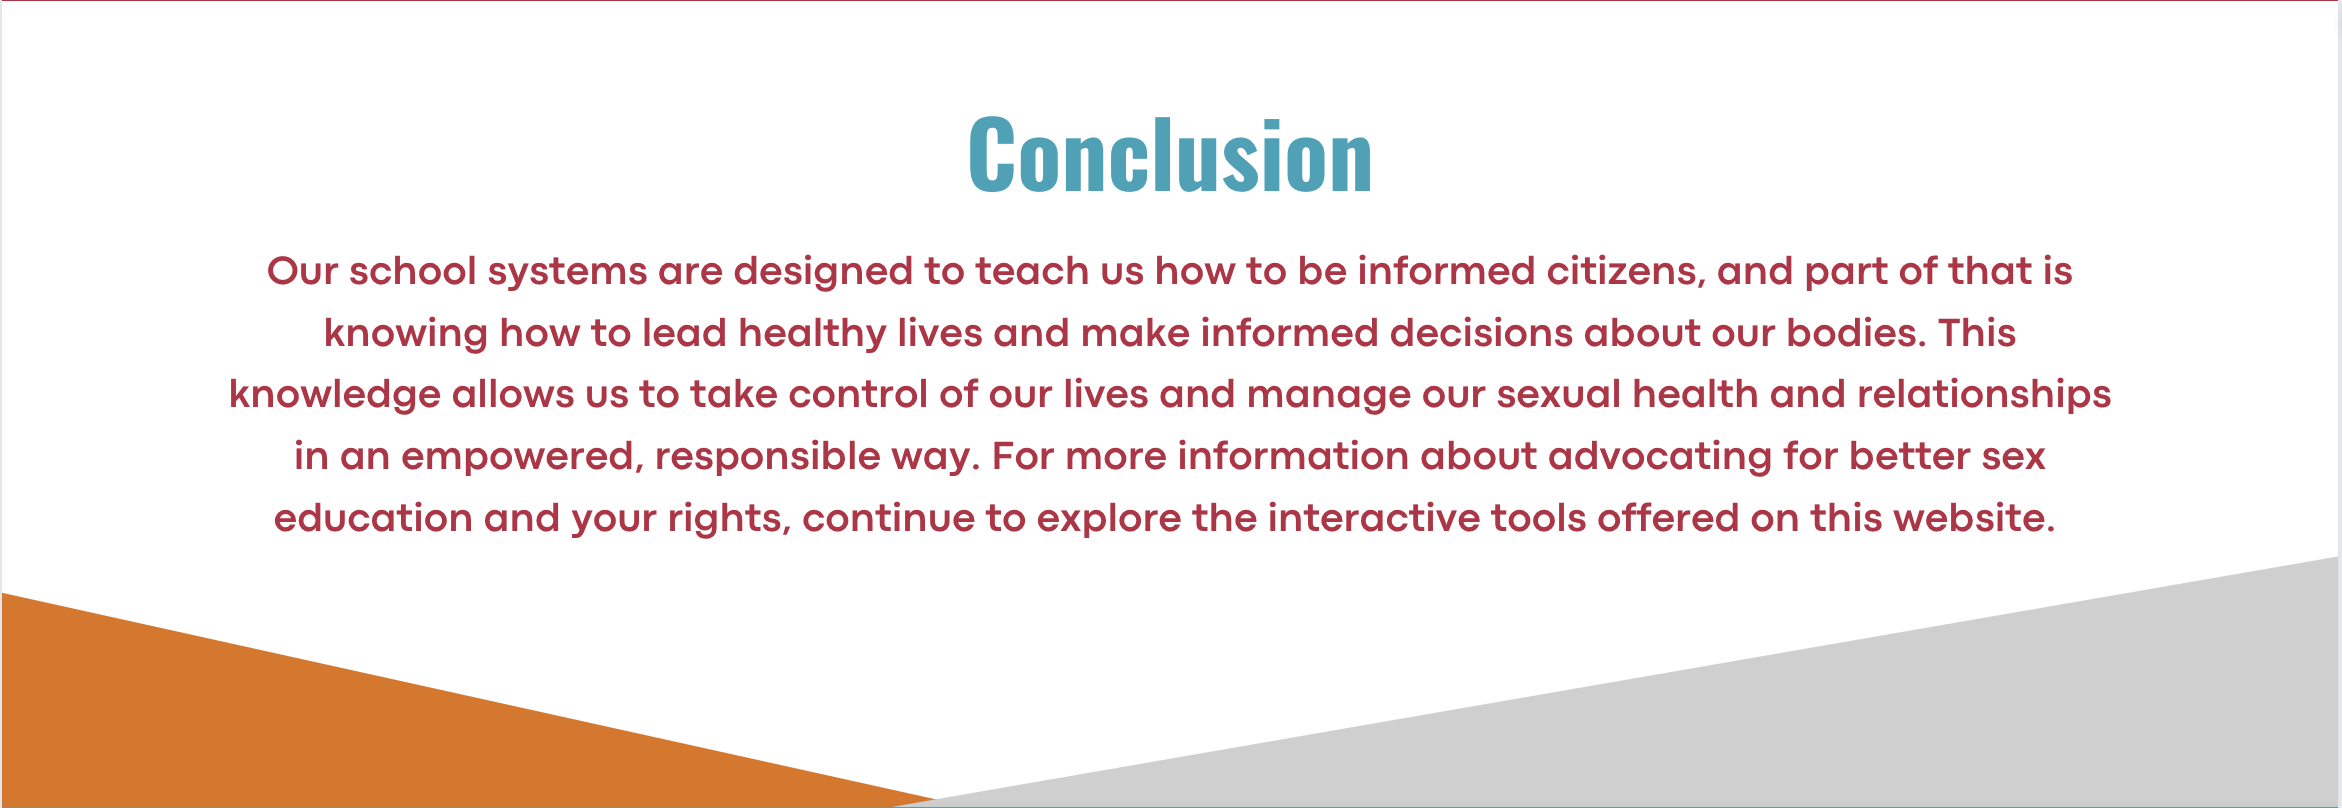 Conclusion
Our school systems are designed to teach us how to be informed citizens, and part of that is
knowing how to lead healthy lives and make informed decisions about our bodies. This
knowledge allows us to take control of our lives and manage our sexual health and relationships
in an empowered, responsible way. For more information about advocating for better sex
education and your rights, continue to explore the interactive tools offered on this website.